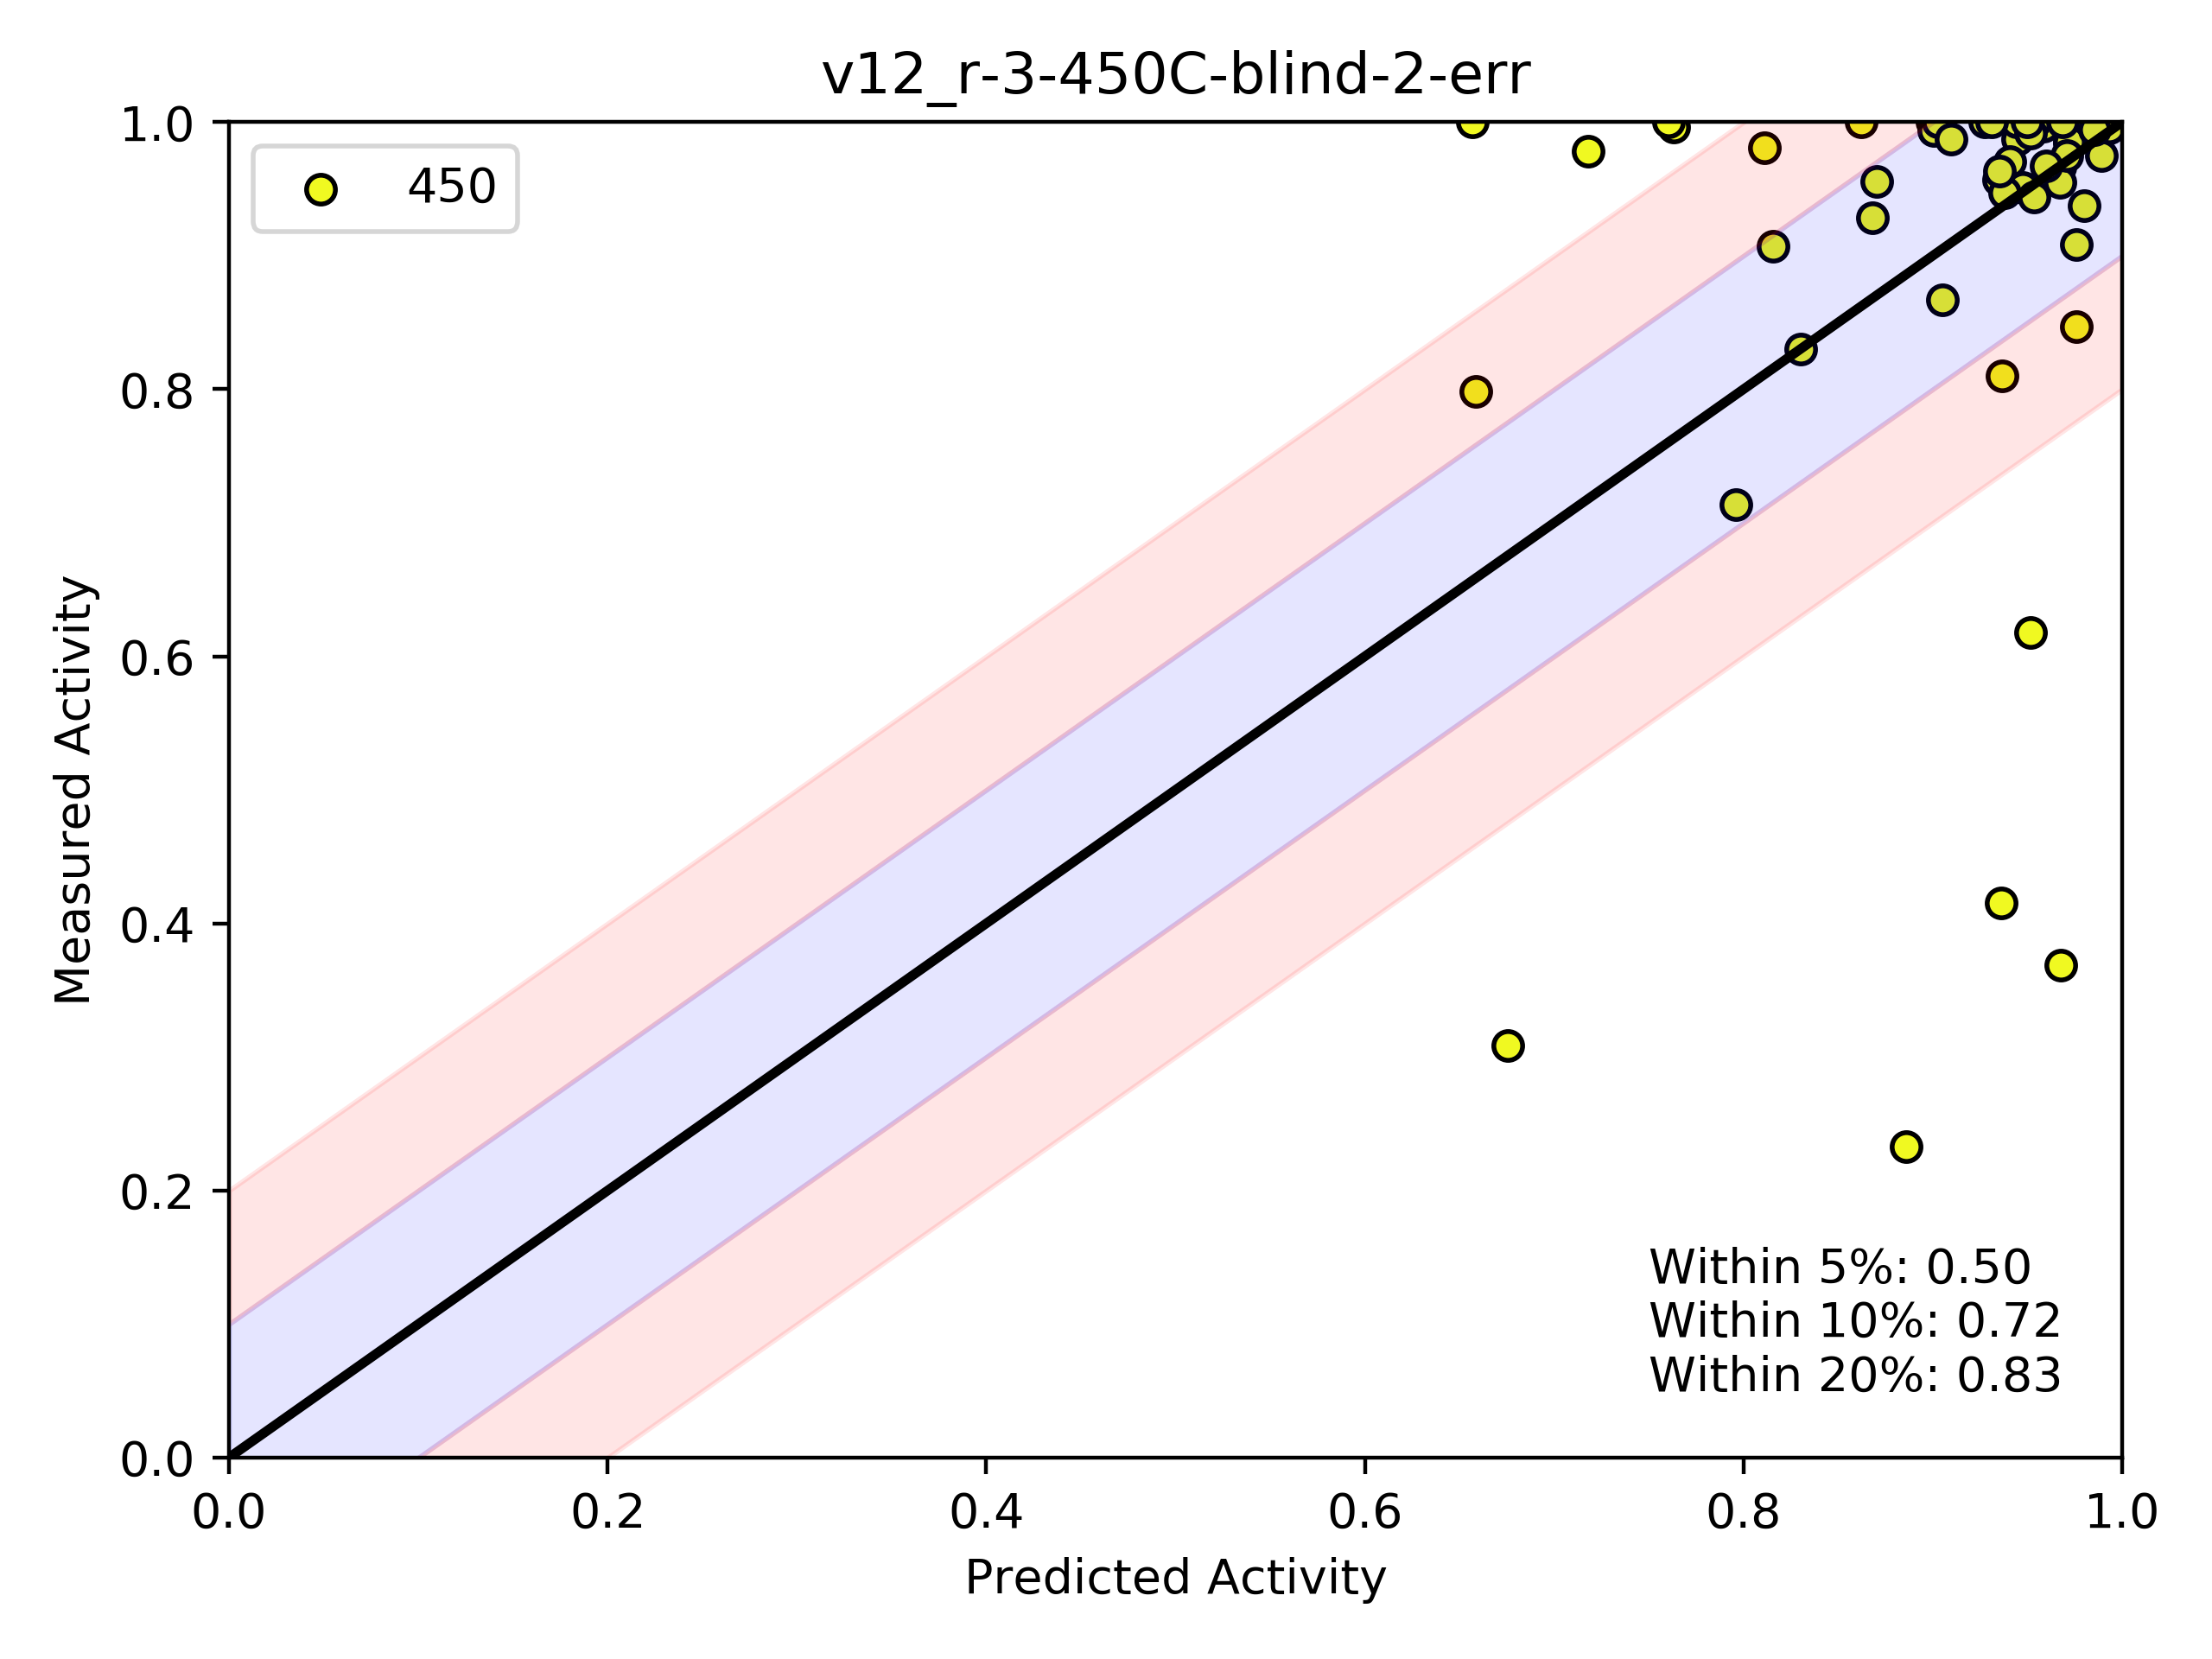 v12_r-3-450C-blind-2-err
450
Measured Activity
1.0
0.8
0.6
0.4
0.2
0.0
Within 5%: 0.50
Within 10%: 0.72
Within 20%: 0.83
0.0 0.2 0.4 0.6 0.8 1.0
Predicted Activity